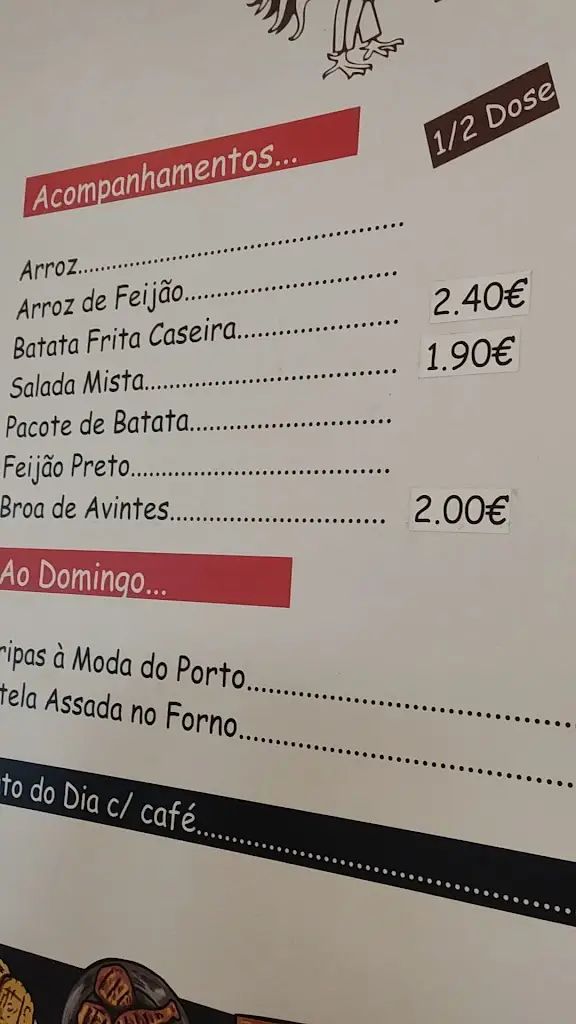 1/2 Dose
Acompanhamentos...
Arroz
Arroz de Feijão
Batata Frita Caseira 2.40€
Salada Mista 1.90€
Pacote de Batata
Feijão Preto
Broa de Avintes 2.00€
Ao Domingo...
ripas à Moda do Porto
tela Assada no Forno
to do Dia c/ café